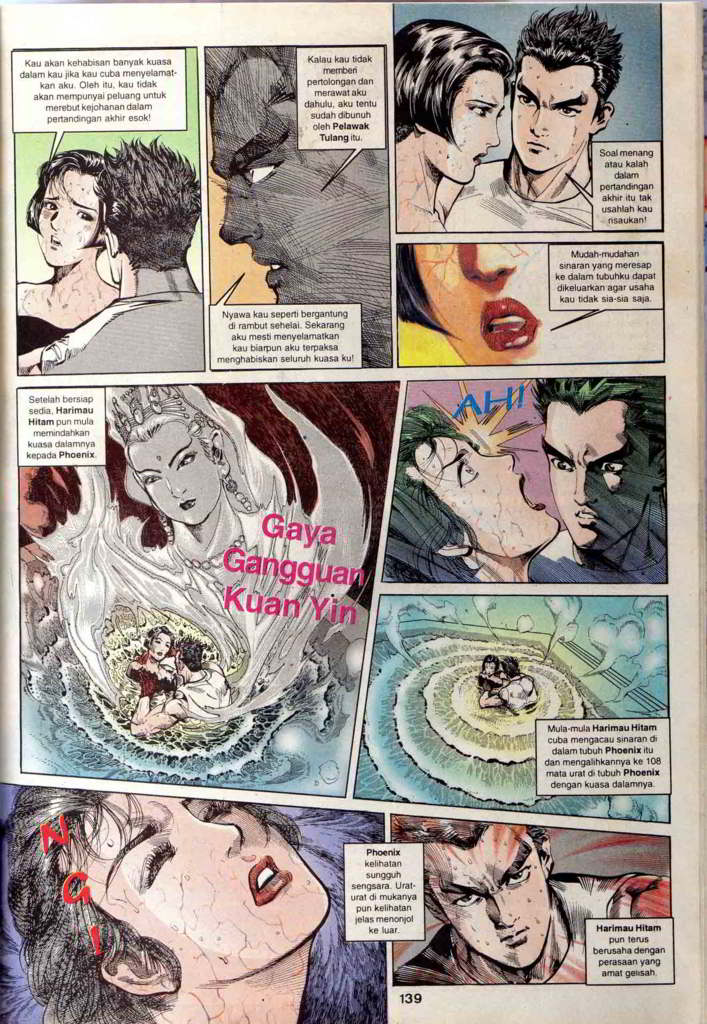 Kau akan kehabisan banyak kuasa
dalam kau jika kau cuba menyelamat-
kan aku. Oleh itu, kau tidak
akan mempunyai peluang untuk
merebut kejohanan dalam
pertandingan akhir esok!
Kalau kau tidak
memberi
pertolongan dan
merawat aku
dahulu, aku tentu
sudah dibunuh
oleh Pelawak
Tulang itu.
Nyawa kau seperti bergantung
di rambut sehelai. Sekarang
aku mesti menyelamatkan
kau biarpun aku terpaksa
menghabiskan seluruh kuasa ku!
Soal menang
atau kalah
dalam
pertandingan
akhir itu tak
usahlah kau
risaukan!
Mudah-mudahan
sinaran yang meresap
ke dalam tubuhku dapat
dikeluarkan agar usaha
kau tidak sia-sia saja.
Setelah bersiap
sedia, Harimau
Hitam pun mula
memindahkan
kuasa dalamnya
kepada Phoenix.
Gaya
Gangguan
Kuan Yin
AH!
Mula-mula Harimau Hitam
cuba mengacau sinaran di
dalam tubuh Phoenix itu
dan mengalihkannya ke 108
mata urat di tubuh Phoenix
dengan kuasa dalamnya.
NG!
Phoenix
kelihatan
sungguh
sengsara. Urat-
urat di mukanya
pun kelihatan
jelas menonjol
ke luar.
Harimau Hitam
pun terus
berusaha dengan
perasaan yang
amat gelisah.
139